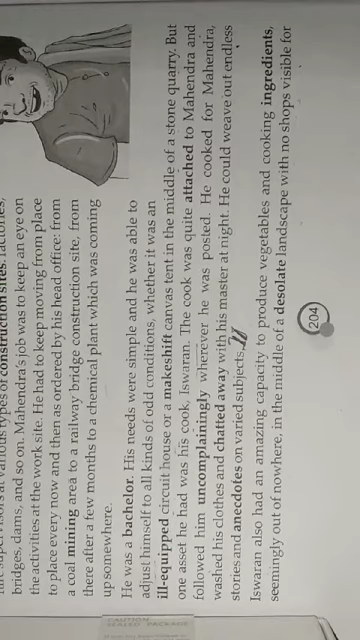 supervisors at various types of construction sites: factories,
bridges, dams, and so on. Mahendra's job was to keep an eye on
the activities at the work site. He had to keep moving from place
to place every now and then as ordered by his head office: from
a coal mining area to a railway bridge construction site, from
there after a few months to a chemical plant which was coming
up somewhere.
He was a bachelor. His needs were simple and he was able to
adjust himself to all kinds of odd conditions, whether it was an
ill-equipped circuit house or a makeshift canvas tent in the middle of a stone quarry. But
one asset he had was his cook, Iswaran. The cook was quite attached to Mahendra and
followed him uncomplainingly wherever he was posted. He cooked for Mahendra,
washed his clothes and chatted away with his master at night. He could weave out endless
stories and anecdotes on varied subjects.
Iswaran also had an amazing capacity to produce vegetables and cooking ingredients,
seemingly out of nowhere, in the middle of a desolate landscape with no shops visible for
204
CAUTION
SEALED PACKAGE